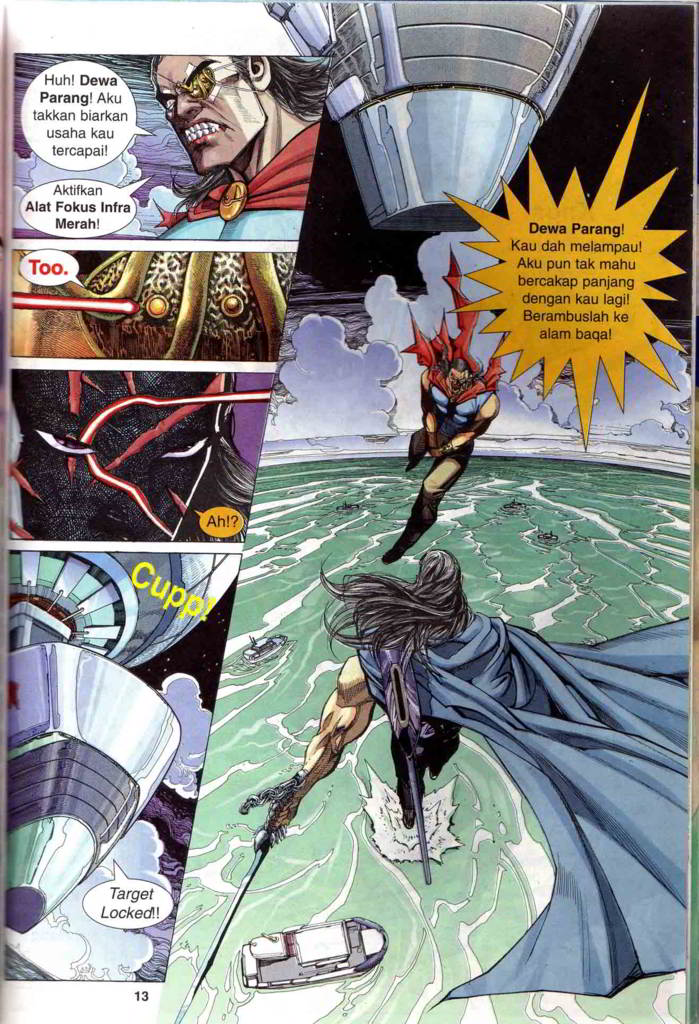 Huh! Dewa
Parang! Aku
takkan biarkan
usaha kau
tercapai!
Aktifkan
Alat Fokus Infra
Merah!
Too.
Ah!?
Cupp!
Target
Locked!!
Dewa Parang!
Kau dah melampau!
Aku pun tak mahu
bercakap panjang
dengan kau lagi!
Berambuslah ke
alam baqa!
13